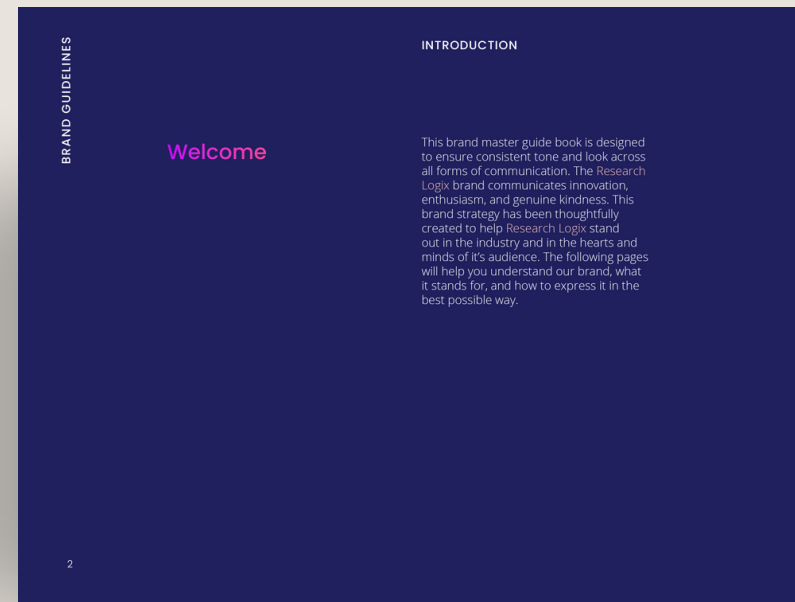 BRAND GUIDELINES
INTRODUCTION
Welcome
This brand master guide book is designed
to ensure consistent tone and look across
all forms of communication. The Research
Logix brand communicates innovation,
enthusiasm, and genuine kindness. This
brand strategy has been thoughtfully
created to help Research Logix stand
out in the industry and in the hearts and
minds of it’s audience. The following pages
will help you understand our brand, what
it stands for, and how to express it in the
best possible way.
2